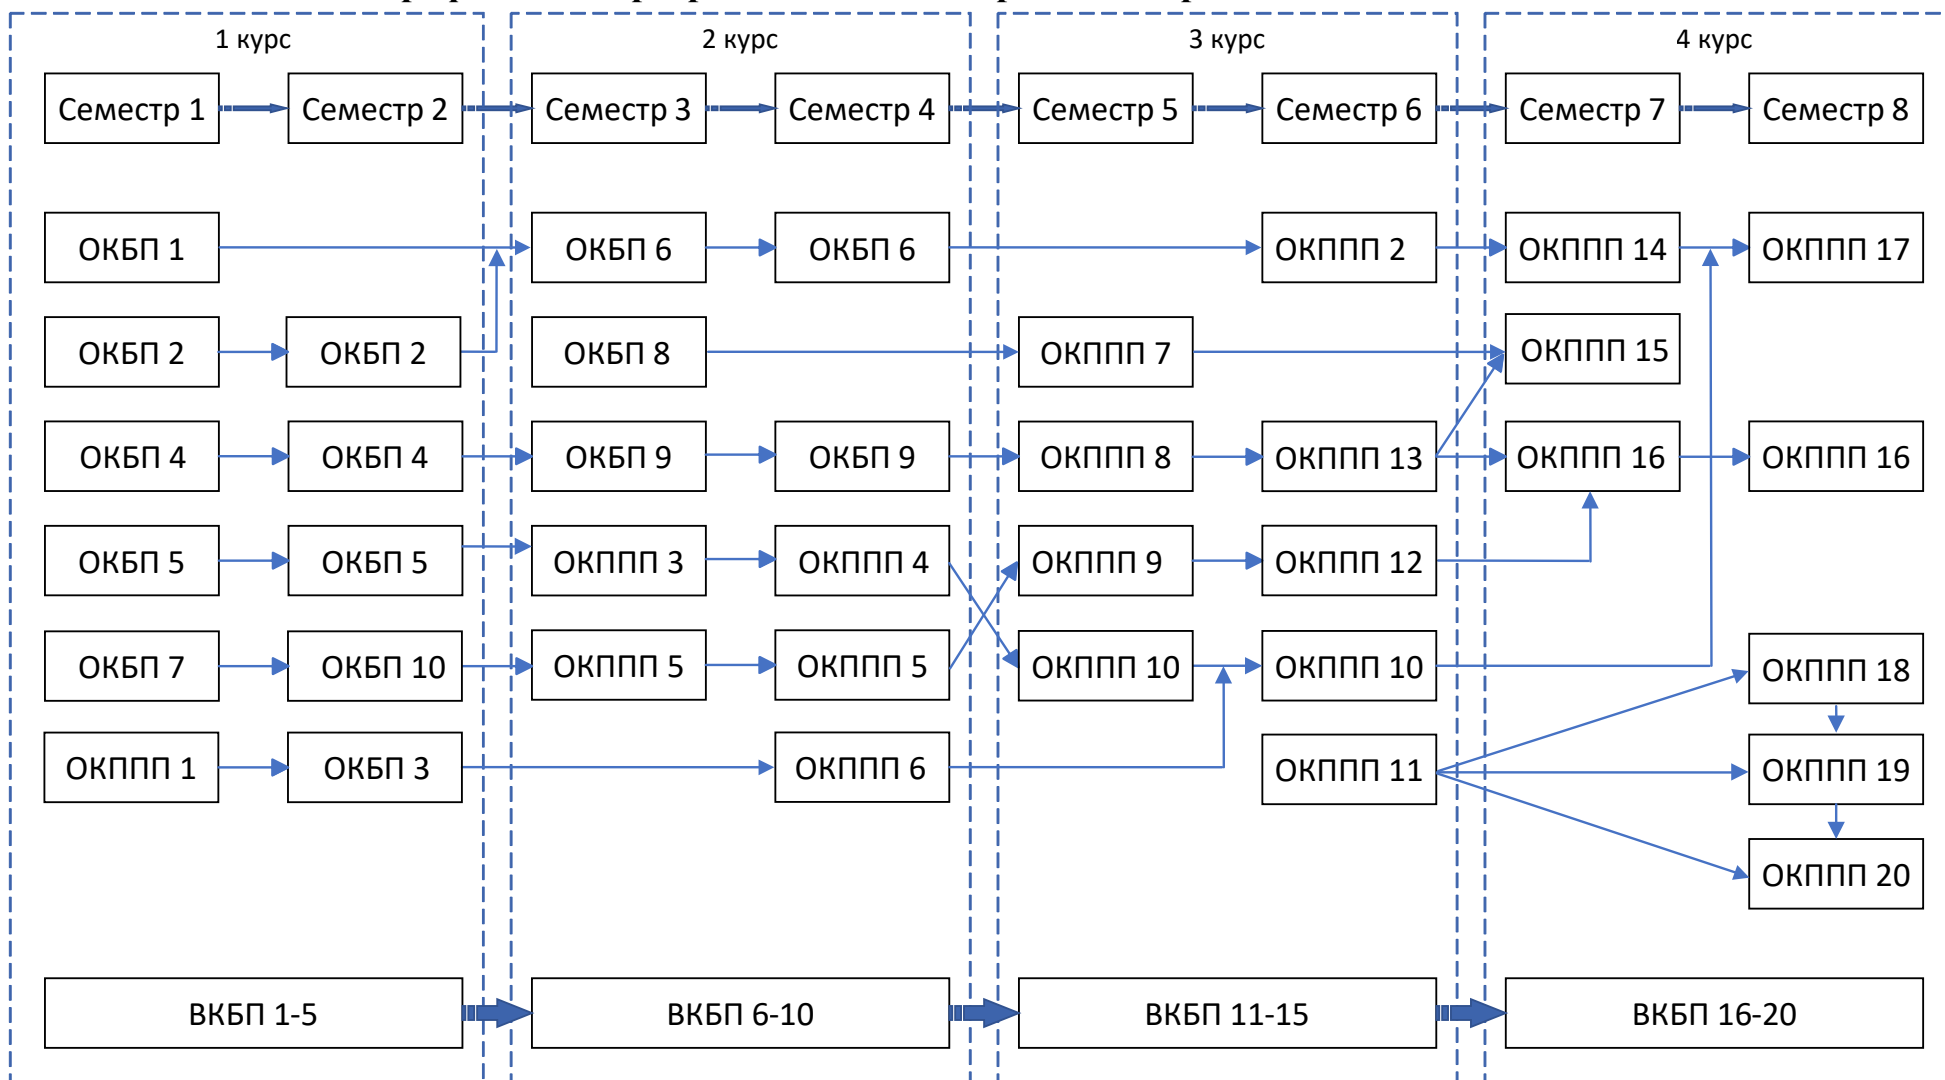 1 курс 2 курс 3 курс 4 курс
Семестр 1 Семестр 2 Семестр 3 Семестр 4 Семестр 5 Семестр 6 Семестр 7 Семестр 8
ОКБП 1 ОКБП 6 ОКБП 6 ОКППП 2 ОКППП 14 ОКППП 17
ОКБП 2 ОКБП 2 ОКБП 8 ОКППП 7 ОКППП 15
ОКБП 4 ОКБП 4 ОКБП 9 ОКБП 9 ОКППП 8 ОКППП 13 ОКППП 16 ОКППП 16
ОКБП 5 ОКБП 5 ОКППП 3 ОКППП 4 ОКППП 9 ОКППП 12
ОКБП 7 ОКБП 10 ОКППП 5 ОКППП 5 ОКППП 10 ОКППП 10 ОКППП 18
ОКППП 1 ОКБП 3 ОКППП 6 ОКППП 11 ОКППП 19
ОКППП 20
ВКБП 1-5 ВКБП 6-10 ВКБП 11-15 ВКБП 16-20